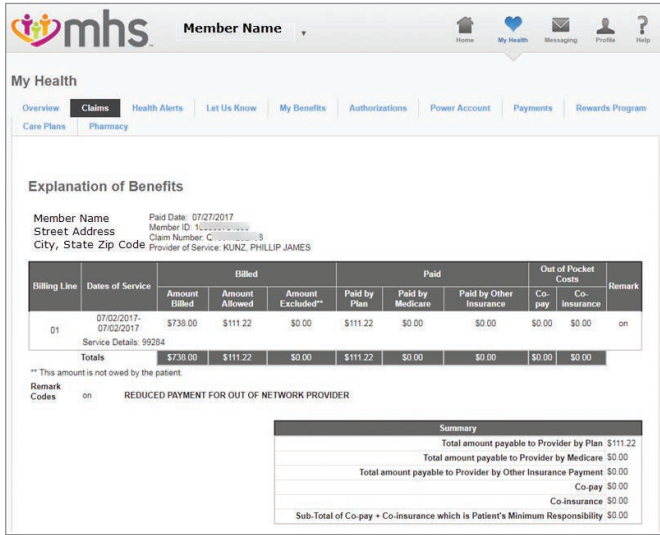 mhs
Member Name
Home My Health Messaging Profile Help
My Health
Overview Claims Health Alerts Let Us Know My Benefits Authorizations Power Account Payments Rewards Program
Care Plans Pharmacy
Explanation of Benefits
Member Name
Street Address
City, State Zip Code
Paid Date: 07/27/2017
Member ID:
Claim Number:
Provider of Service: KUNZ, PHILLIP JAMES
Billed Paid Out of Pocket Costs
Billing Line Dates of Service Amount Billed Amount Allowed Amount Excluded** Paid by Plan Paid by Medicare Paid by Other Insurance Co-pay Co-insurance Remark
01 07/02/2017-07/02/2017 $738.00 $111.22 $0.00 $111.22 $0.00 $0.00 $0.00 $0.00 on
Service Details: 99284
Totals $738.00 $111.22 $0.00 $111.22 $0.00 $0.00 $0.00 $0.00
** This amount is not owed by the patient.
Remark Codes on REDUCED PAYMENT FOR OUT OF NETWORK PROVIDER
Summary
Total amount payable to Provider by Plan $111.22
Total amount payable to Provider by Medicare $0.00
Total amount payable to Provider by Other Insurance Payment $0.00
Co-pay $0.00
Co-insurance $0.00
Sub-Total of Co-pay + Co-insurance which is Patient's Minimum Responsibility $0.00